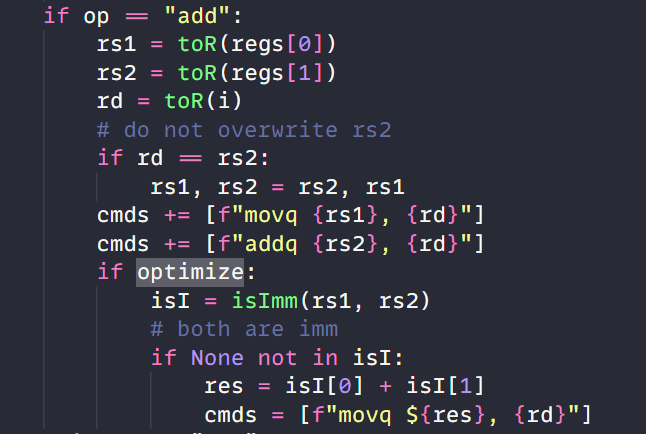 if op == "add":
    rs1 = toR(regs[0])
    rs2 = toR(regs[1])
    rd = toR(i)
    # do not overwrite rs2
    if rd == rs2:
        rs1, rs2 = rs2, rs1
    cmds += [f"movq {rs1}, {rd}"]
    cmds += [f"addq {rs2}, {rd}"]
    if optimize:
        isI = isImm(rs1, rs2)
        # both are imm
        if None not in isI:
            res = isI[0] + isI[1]
            cmds = [f"movq ${res}, {rd}"]